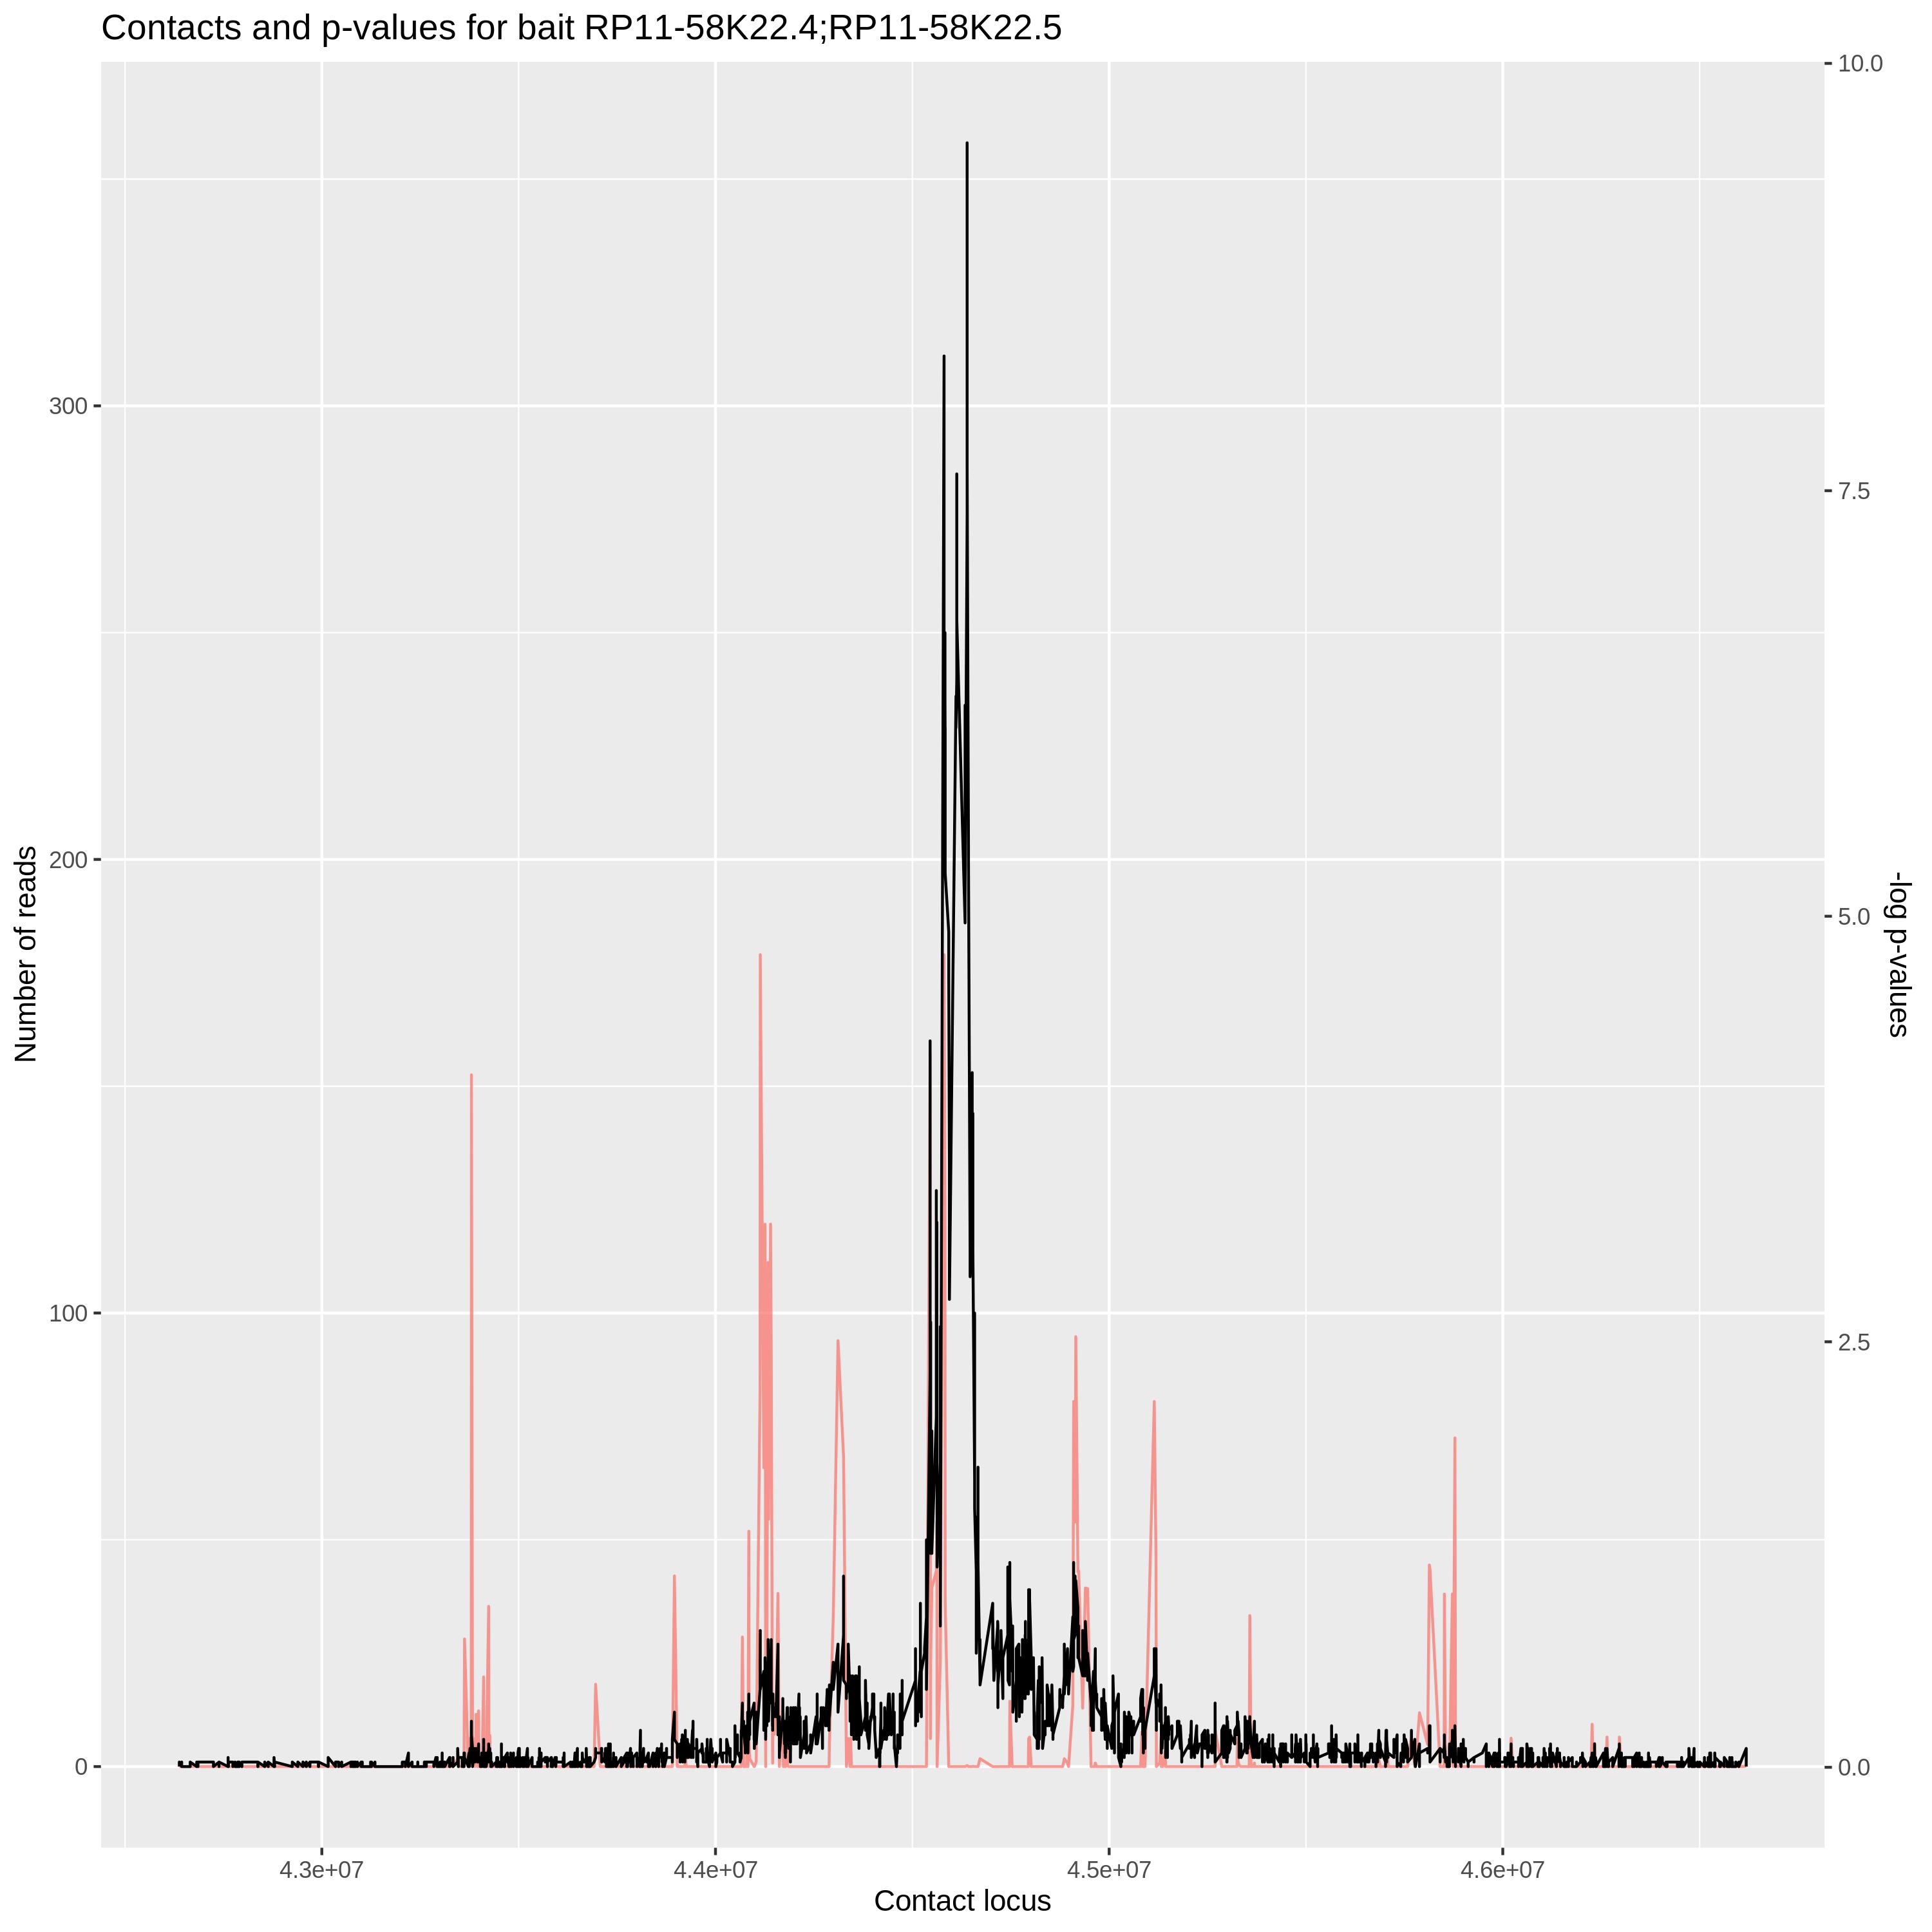 Contacts and p-values for bait RP11-58K22.4;RP11-58K22.5
10.0
7.5
5.0
2.5
0.0
-log p-values
300
200
100
0
Number of reads
4.3e+07
4.4e+07
4.5e+07
4.6e+07
Contact locus